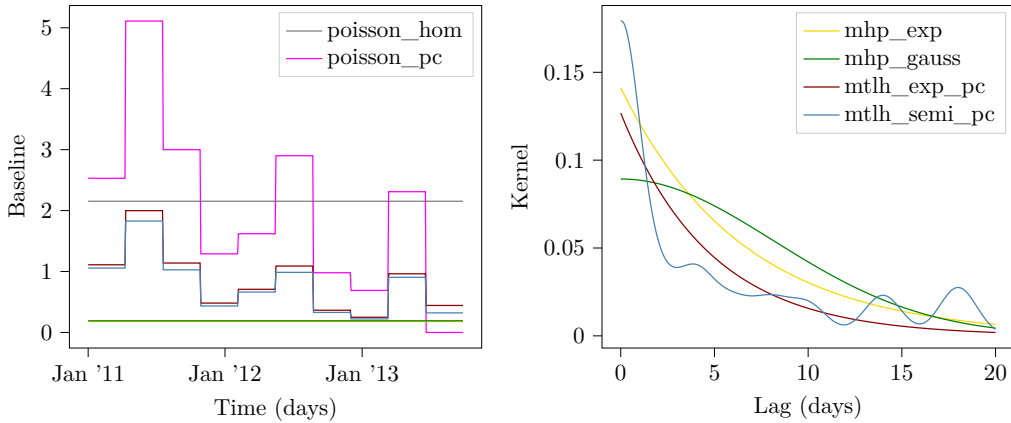 5
4
3
2
1
0
Baseline
Jan '11
Jan '12
Jan '13
Time (days)
poisson_hom
poisson_pc
0.15
0.1
0.05
0
Kernel
0
5
10
15
20
Lag (days)
mhp_exp
mhp_gauss
mtlh_exp_pc
mtlh_semi_pc